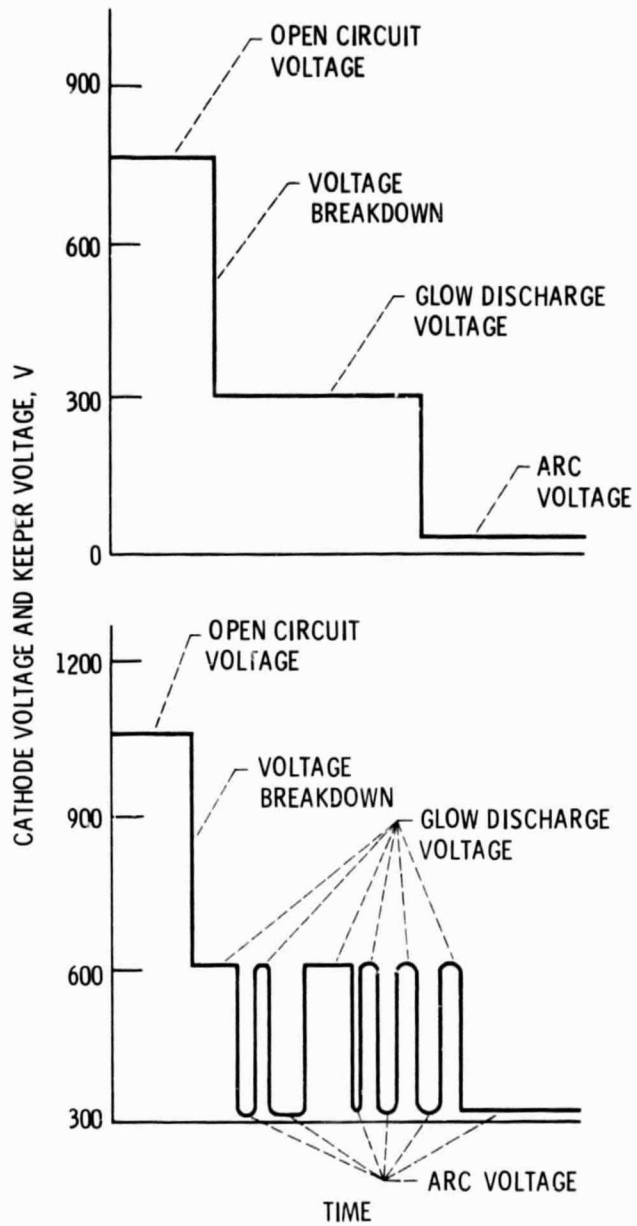 OPEN CIRCUIT
VOLTAGE
900
VOLTAGE
BREAKDOWN
600
GLOW DISCHARGE
VOLTAGE
300
ARC
VOLTAGE
0
CATHODE VOLTAGE AND KEEPER VOLTAGE, V
OPEN CIRCUIT
VOLTAGE
1200
VOLTAGE
BREAKDOWN
900
GLOW DISCHARGE
VOLTAGE
600
300
ARC VOLTAGE
TIME